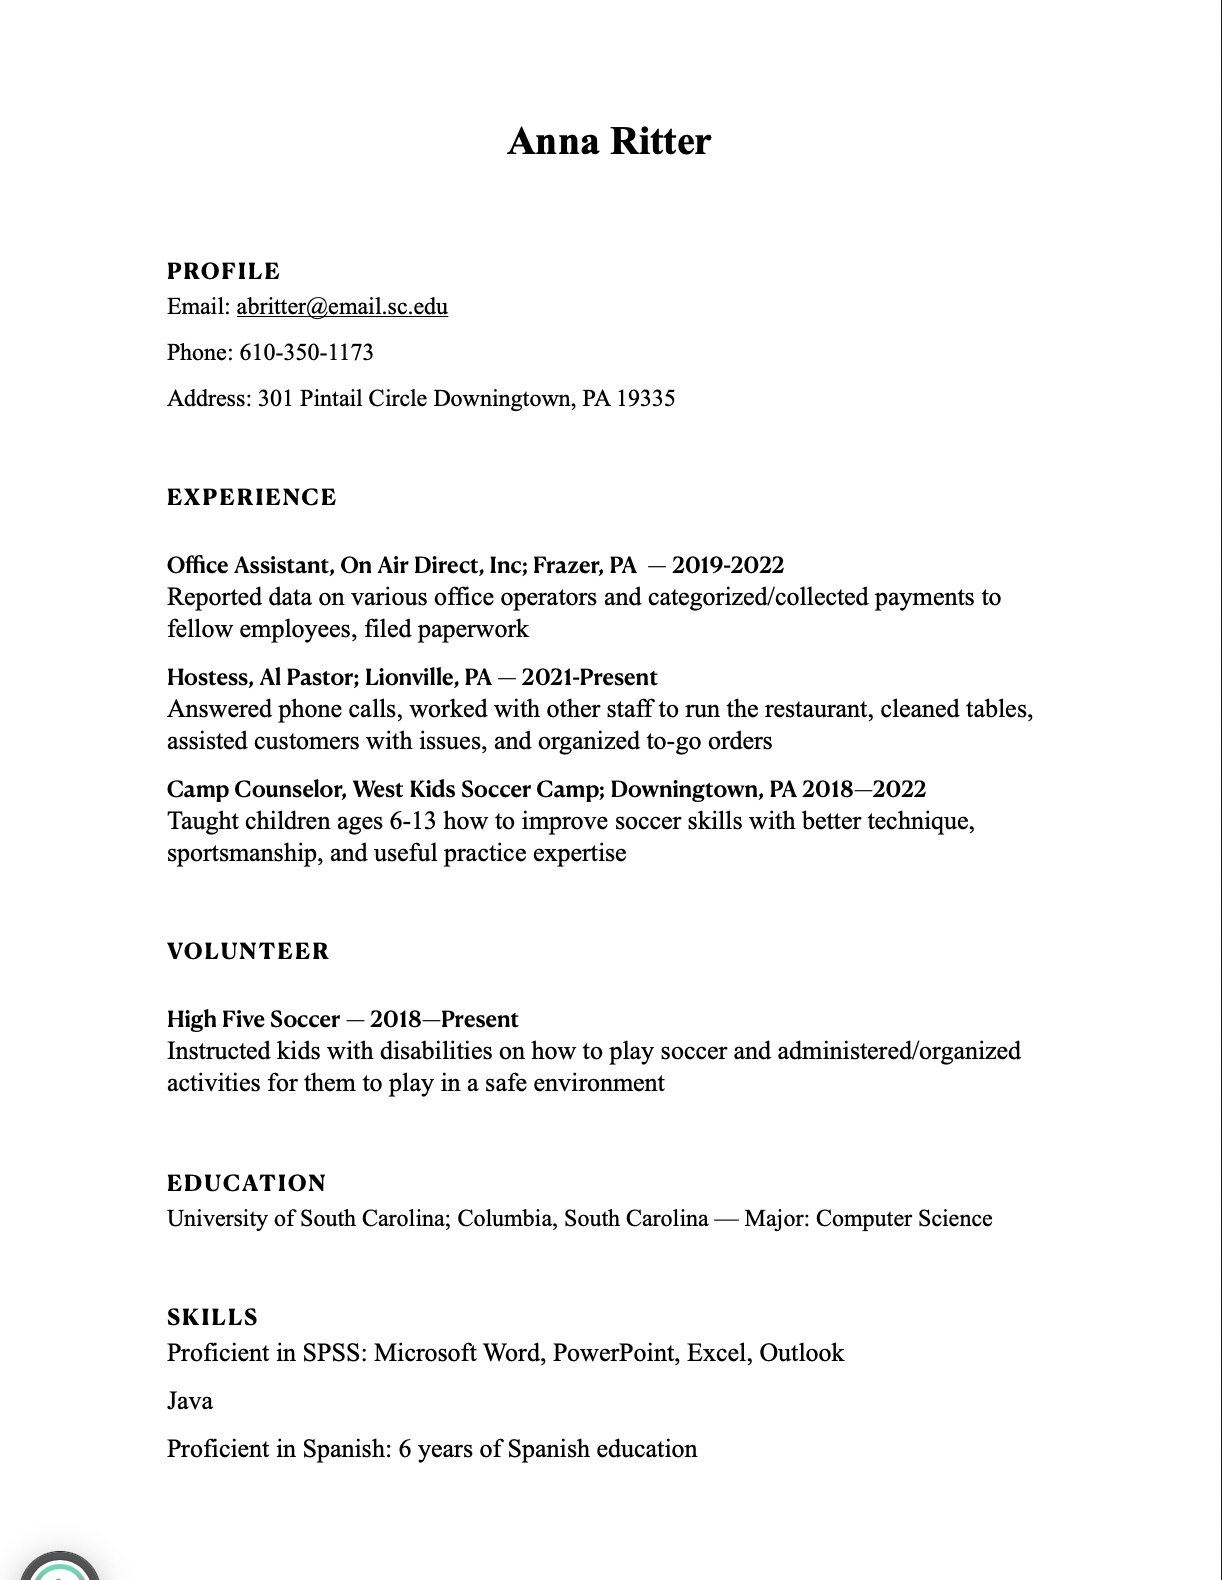 Anna Ritter
PROFILE
Email: abritter@email.sc.edu
Phone: 610-350-1173
Address: 301 Pintail Circle Downingtown, PA 19335
EXPERIENCE
Office Assistant, On Air Direct, Inc; Frazer, PA — 2019-2022
Reported data on various office operators and categorized/collected payments to
fellow employees, filed paperwork
Hostess, Al Pastor; Lionville, PA — 2021-Present
Answered phone calls, worked with other staff to run the restaurant, cleaned tables,
assisted customers with issues, and organized to-go orders
Camp Counselor, West Kids Soccer Camp; Downingtown, PA 2018—2022
Taught children ages 6-13 how to improve soccer skills with better technique,
sportsmanship, and useful practice expertise
VOLUNTEER
High Five Soccer — 2018—Present
Instructed kids with disabilities on how to play soccer and administered/organized
activities for them to play in a safe environment
EDUCATION
University of South Carolina; Columbia, South Carolina — Major: Computer Science
SKILLS
Proficient in SPSS: Microsoft Word, PowerPoint, Excel, Outlook
Java
Proficient in Spanish: 6 years of Spanish education